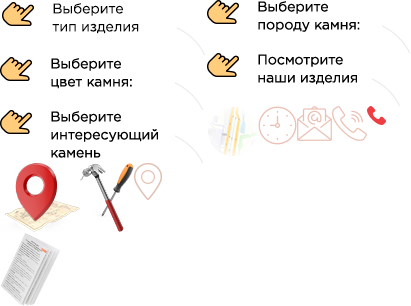 Выберите
тип изделия
Выберите
породу камня:
Выберите
цвет камня:
Посмотрите
наши изделия
Выберите
интересующий
камень